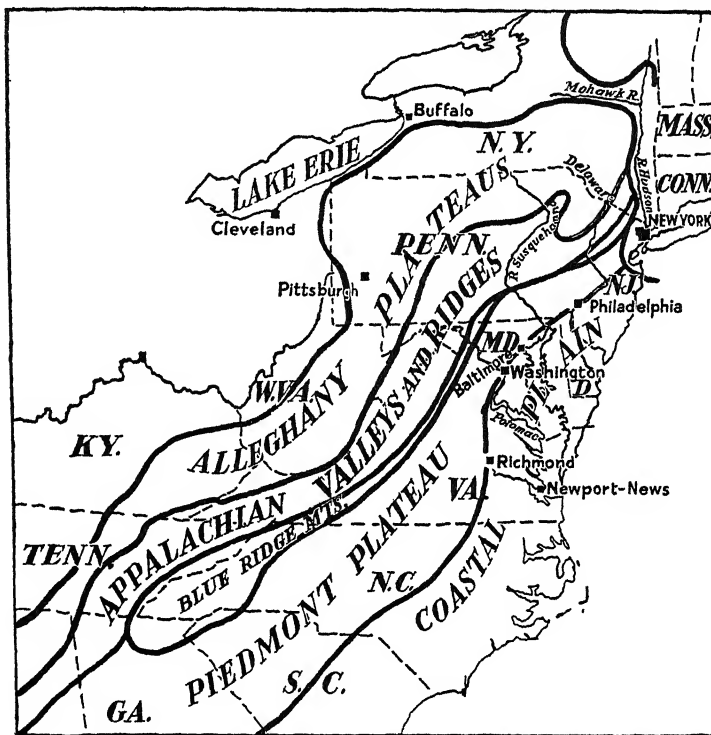 Mohawk R.
Buffalo
MASS.
N.Y.
LAKE ERIE
Delaware
R. Hudson
CONN.
Cleveland
NEW YORK
PENN.
R. Susquehanna
Pittsburgh
N.J.
Philadelphia
MD.
Baltimore
Washington
D.
W.VA.
ALLEGHANY PLATEAUS
Potomac
KY.
Richmond
VA.
Newport-News
APPALACHIAN VALLEYS AND RIDGES
TENN.
BLUE RIDGE MTS.
PIEDMONT PLATEAU
N.C.
COASTAL PLAIN
S. C.
GA.